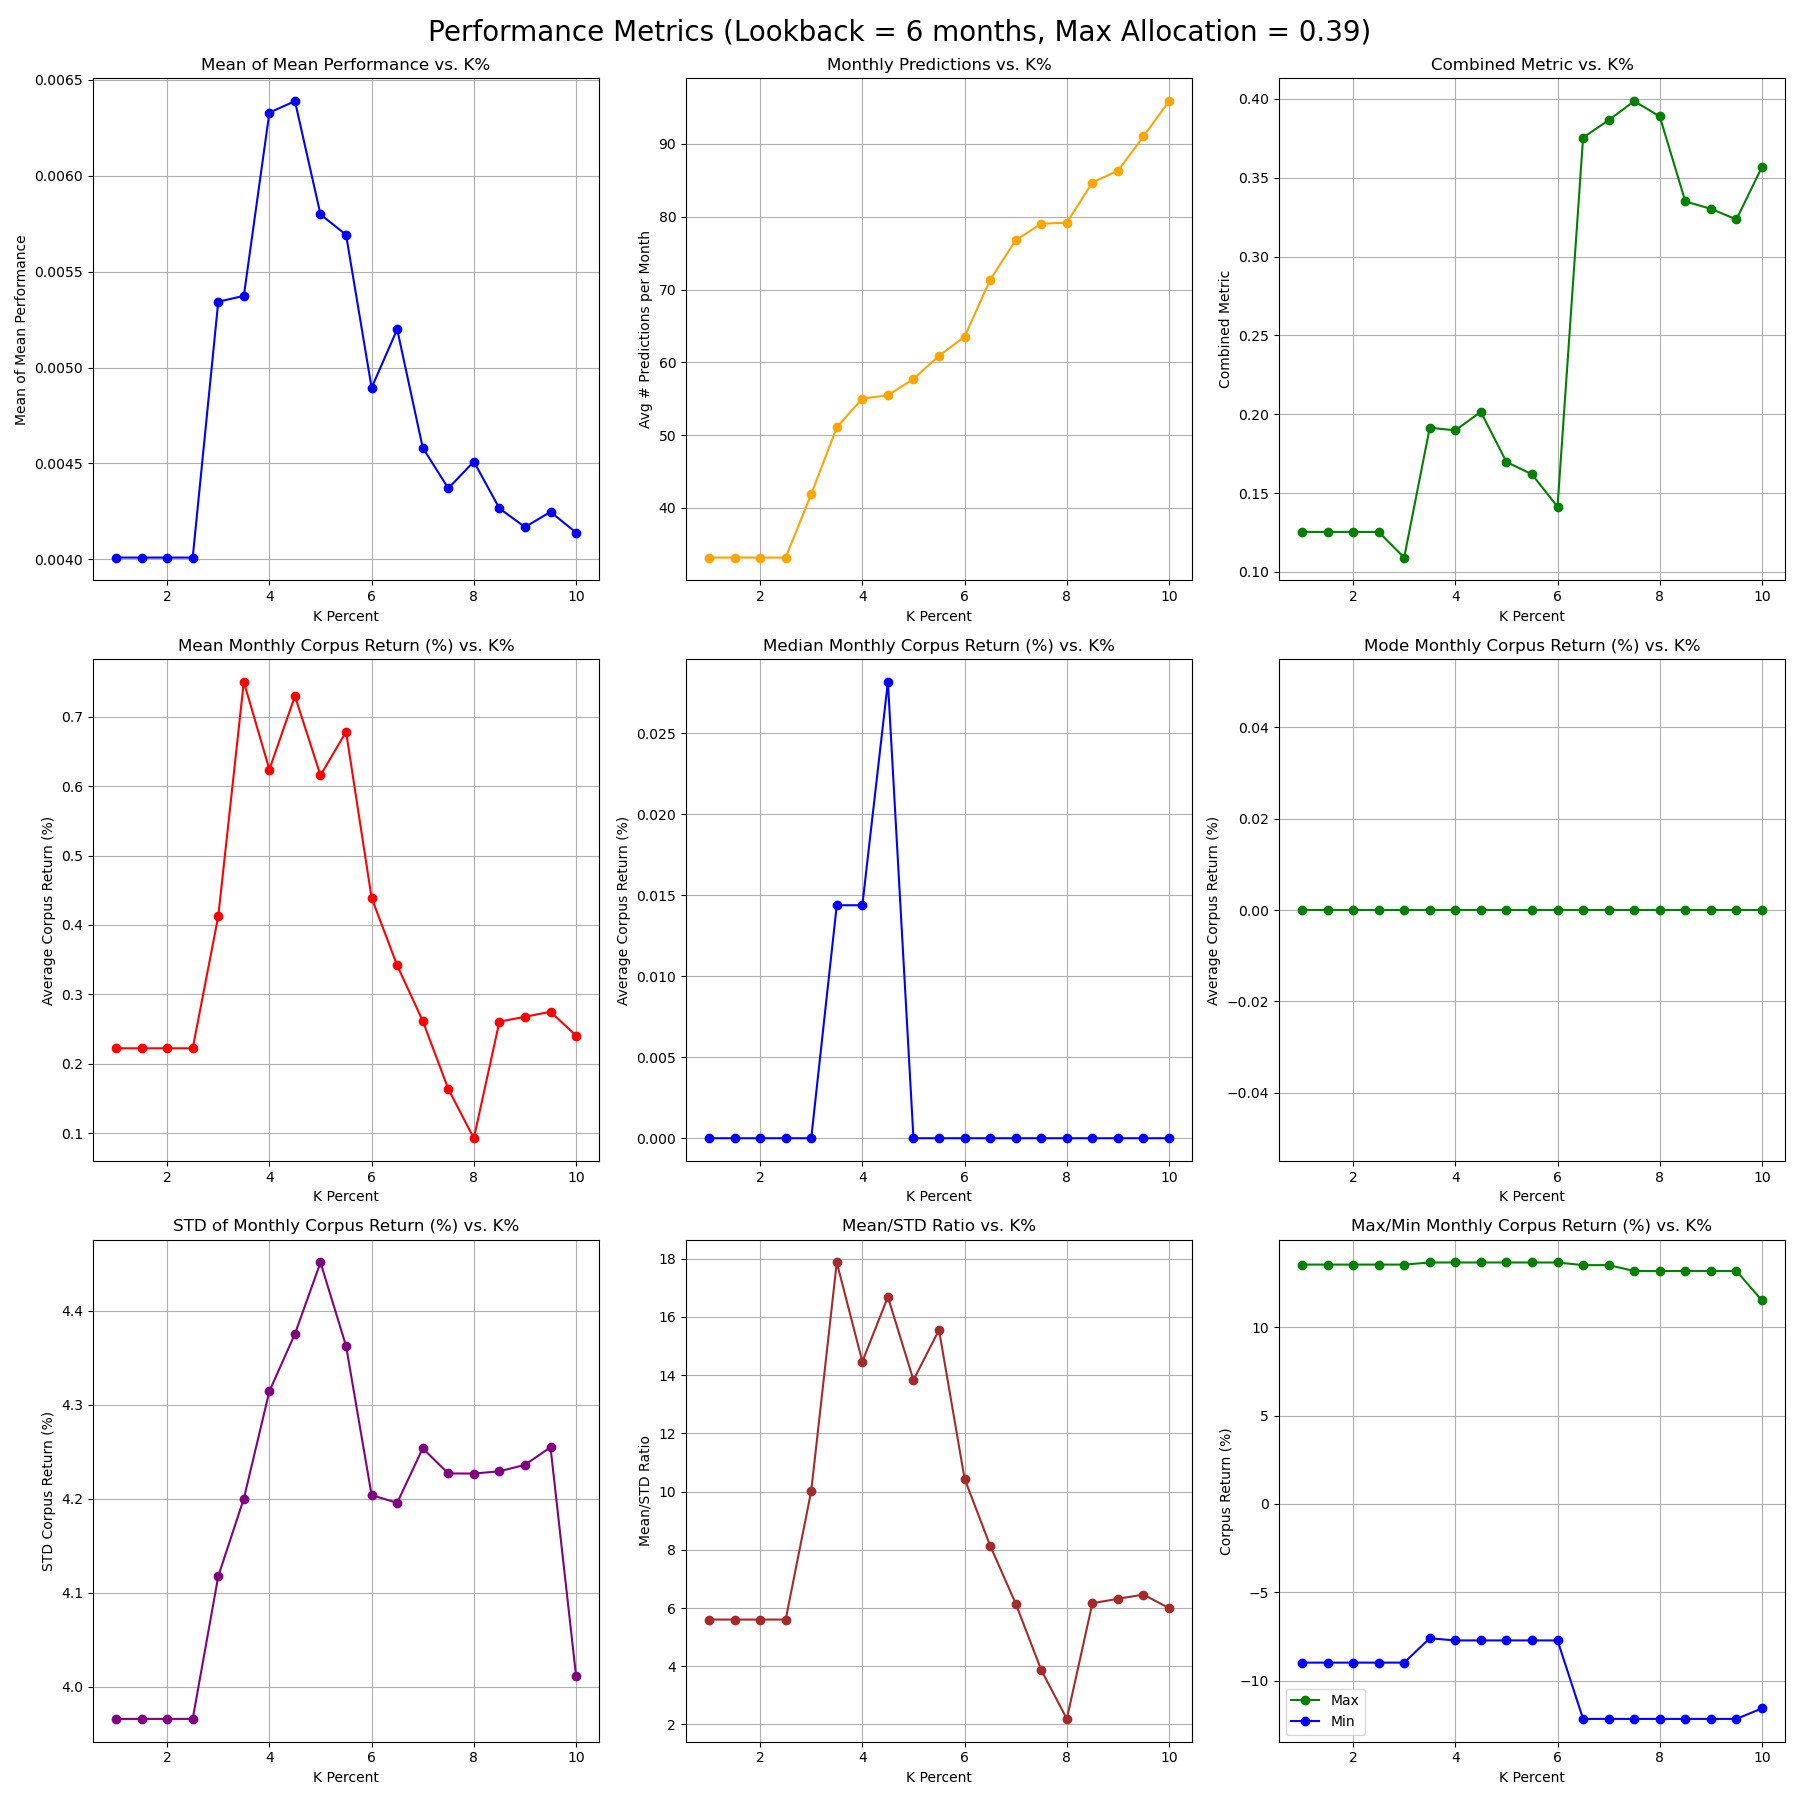 Performance Metrics (Lookback = 6 months, Max Allocation = 0.39)
Mean of Mean Performance vs. K%
Mean of Mean Performance
0.0065
0.0060
0.0055
0.0050
0.0045
0.0040
2 4 6 8 10
K Percent
Monthly Predictions vs. K%
Avg # Predictions per Month
90
80
70
60
50
40
2 4 6 8 10
K Percent
Combined Metric vs. K%
Combined Metric
0.40
0.35
0.30
0.25
0.20
0.15
0.10
2 4 6 8 10
K Percent
Mean Monthly Corpus Return (%) vs. K%
Average Corpus Return (%)
0.7
0.6
0.5
0.4
0.3
0.2
0.1
2 4 6 8 10
K Percent
Median Monthly Corpus Return (%) vs. K%
Average Corpus Return (%)
0.025
0.020
0.015
0.010
0.005
0.000
2 4 6 8 10
K Percent
Mode Monthly Corpus Return (%) vs. K%
Average Corpus Return (%)
0.04
0.02
0.00
−0.02
−0.04
2 4 6 8 10
K Percent
STD of Monthly Corpus Return (%) vs. K%
STD Corpus Return (%)
4.4
4.3
4.2
4.1
4.0
2 4 6 8 10
K Percent
Mean/STD Ratio vs. K%
Mean/STD Ratio
18
16
14
12
10
8
6
4
2
2 4 6 8 10
K Percent
Max/Min Monthly Corpus Return (%) vs. K%
Corpus Return (%)
10
5
0
−5
−10
Max
Min
2 4 6 8 10
K Percent